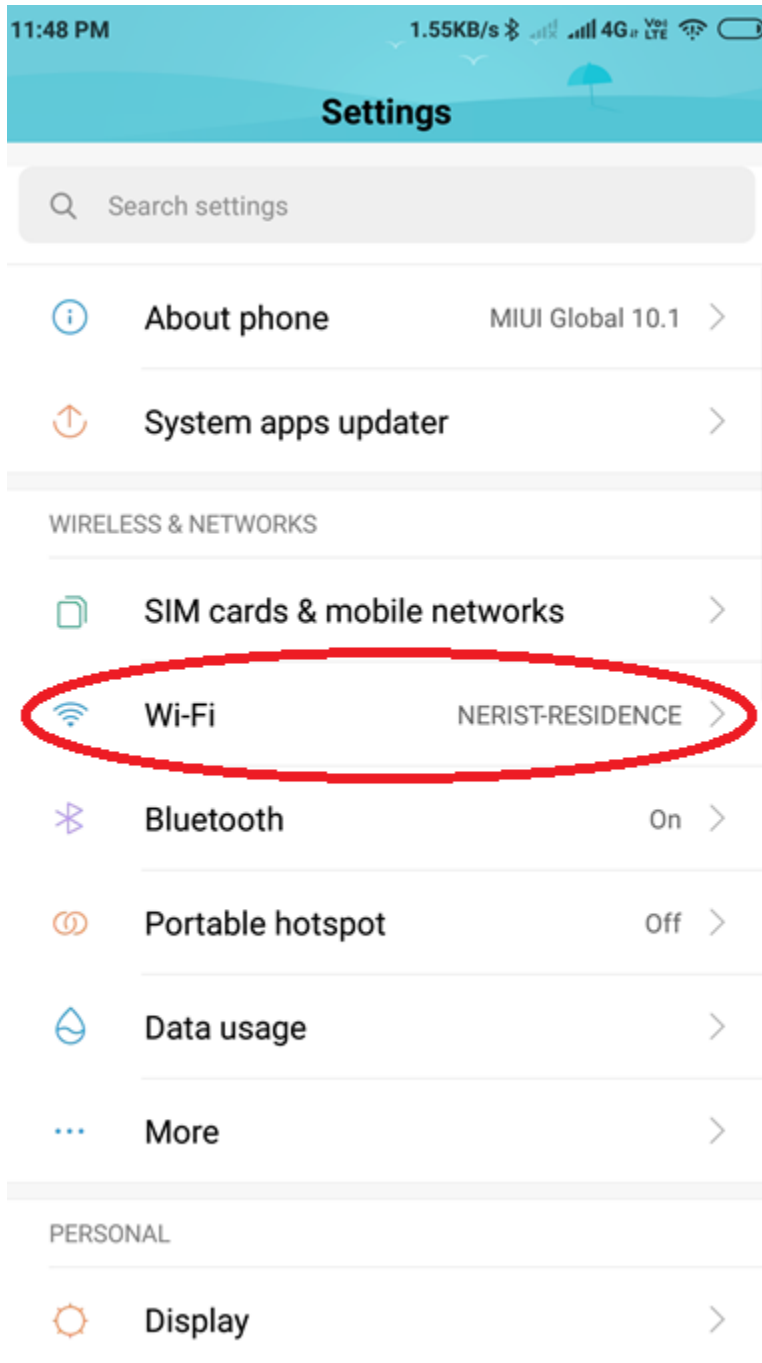 11:48 PM 1.55KB/s 4G Vo LTE
Settings
Search settings
About phone MIUI Global 10.1
System apps updater
WIRELESS & NETWORKS
SIM cards & mobile networks
Wi-Fi NERIST-RESIDENCE
Bluetooth On
Portable hotspot Off
Data usage
More
PERSONAL
Display